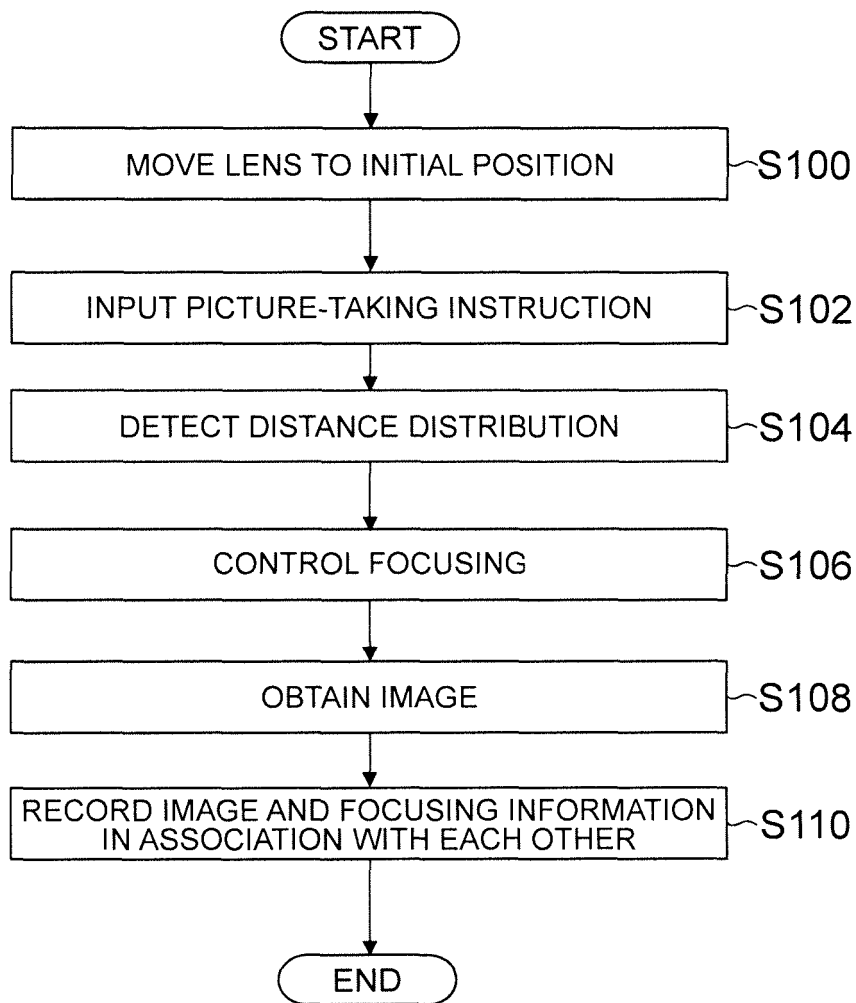 START
MOVE LENS TO INITIAL POSITION
S100
INPUT PICTURE-TAKING INSTRUCTION
S102
DETECT DISTANCE DISTRIBUTION
S104
CONTROL FOCUSING
S106
OBTAIN IMAGE
S108
RECORD IMAGE AND FOCUSING INFORMATION
IN ASSOCIATION WITH EACH OTHER
S110
END